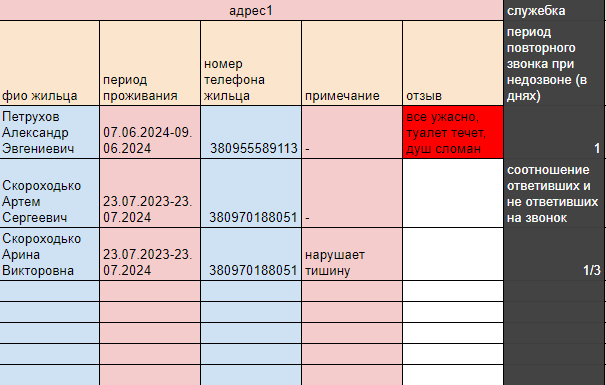 адрес1
служебка
фио жильца
период
проживания
номер
телефона
жильца
примечание
отзыв
период
повторного
звонка при
недозвоне (в
днях)
Петрухов
Александр
Эвгениевич
07.06.2024-09.
06.2024
380955589113
-
все ужасно,
туалет течет,
душ сломан
1
Скороходько
Артем
Сергеевич
23.07.2023-23.
07.2024
380970188051
-
соотношение
ответивших и
не ответивших
на звонок
Скороходько
Арина
Викторовна
23.07.2023-23.
07.2024
380970188051
нарушает
тишину
1/3